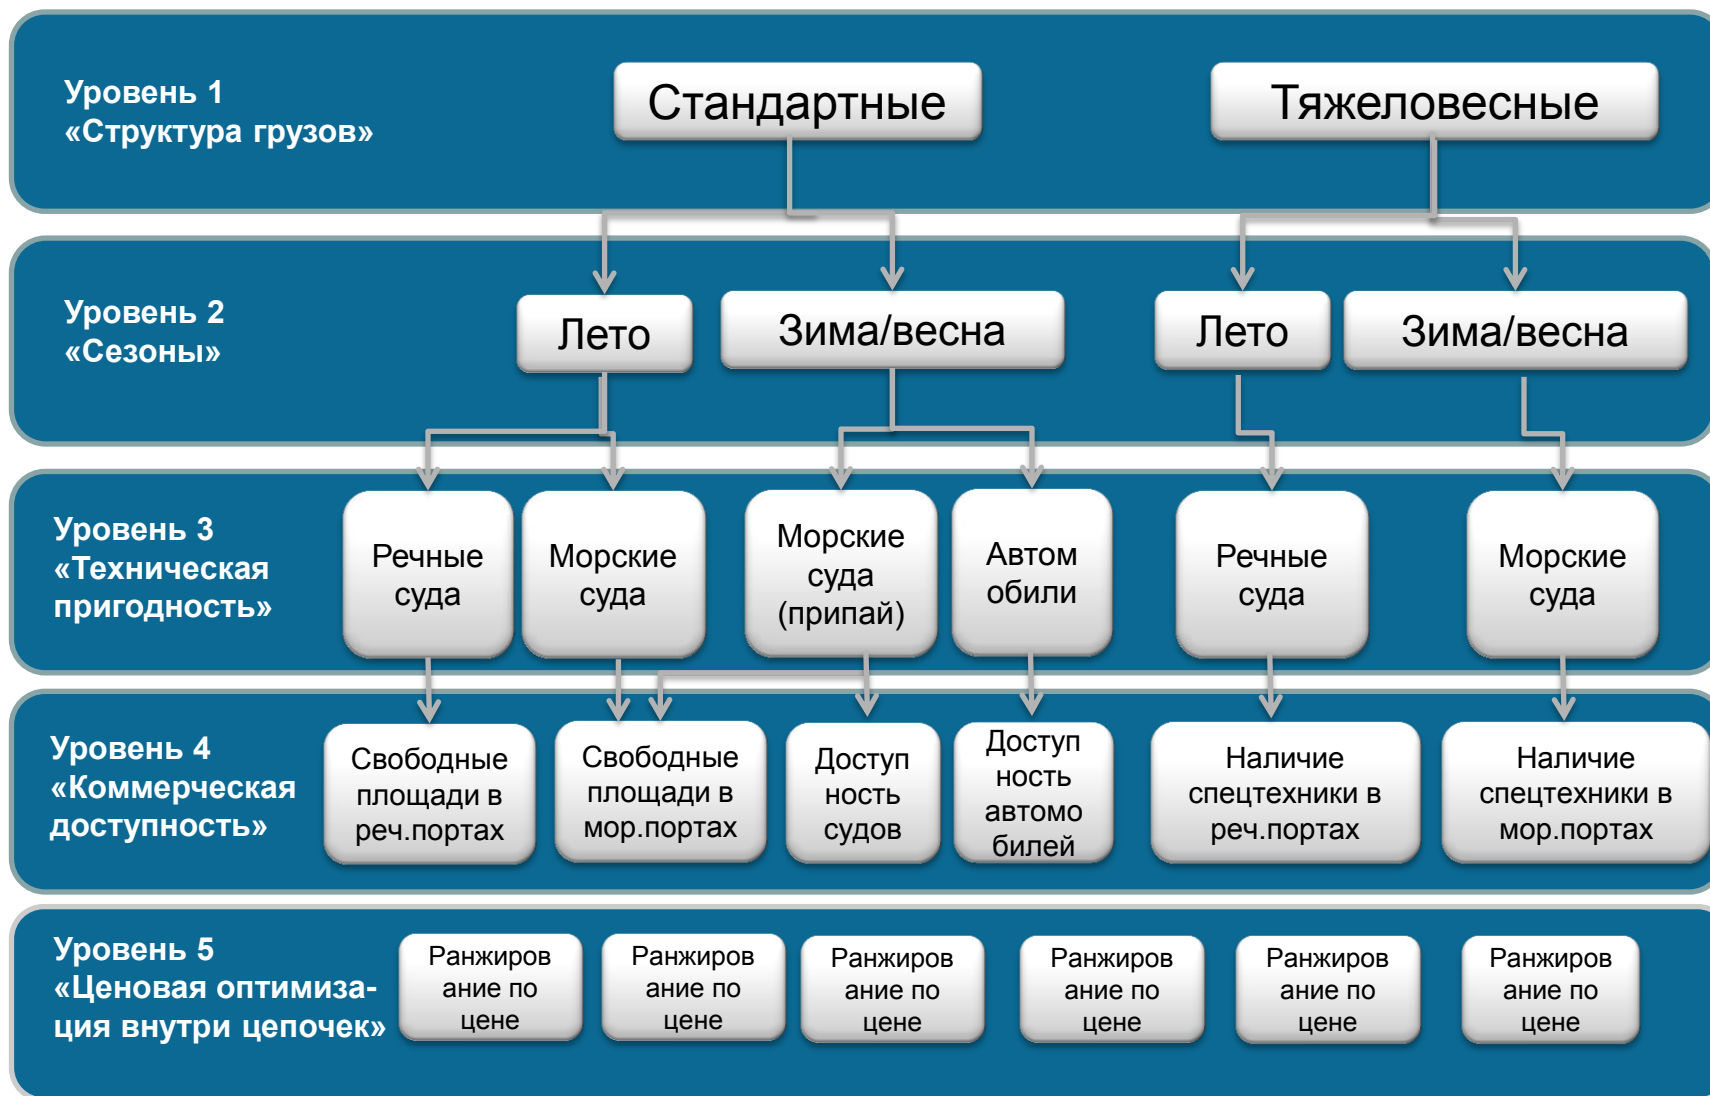 Уровень 1
«Структура грузов»
Стандартные
Тяжеловесные
Уровень 2
«Сезоны»
Лето
Зима/весна
Лето
Зима/весна
Уровень 3
«Техническая
пригодность»
Речные
суда
Морские
суда
Морские
суда
(припай)
Автом
обили
Речные
суда
Морские
суда
Уровень 4
«Коммерческая
доступность»
Свободные
площади в
реч.портах
Свободные
площади в
мор.портах
Доступ
ность
судов
Доступ
ность
автомо
билей
Наличие
спецтехники в
реч.портах
Наличие
спецтехники в
мор.портах
Уровень 5
«Ценовая оптимиза-
ция внутри цепочек»
Ранжиров
ание по
цене
Ранжиров
ание по
цене
Ранжиров
ание по
цене
Ранжиров
ание по
цене
Ранжиров
ание по
цене
Ранжиров
ание по
цене